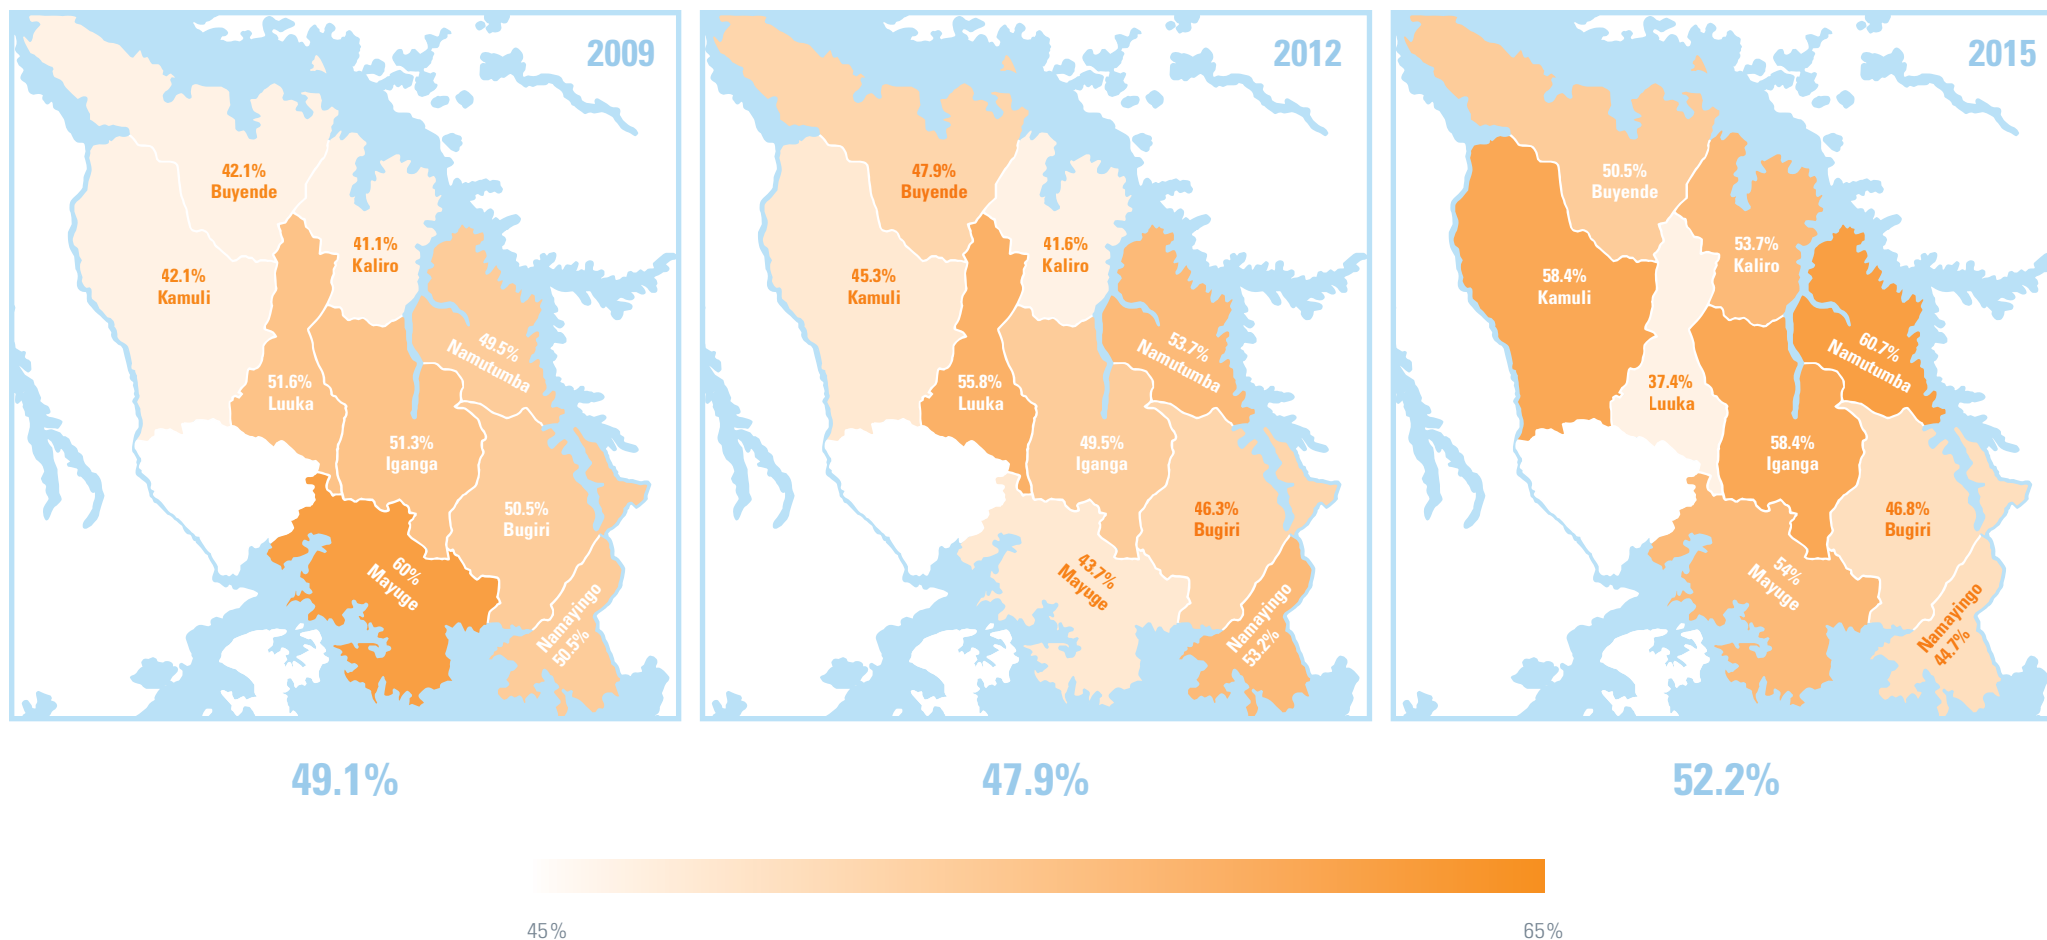 2009
42.1%
Buyende
41.1%
Kaliro
42.1%
Kamuli
49.5%
Namutumba
51.6%
Luuka
51.3%
Iganga
50.5%
Bugiri
60%
Mayuge
Namayingo
50.5%
49.1%
2012
47.9%
Buyende
41.6%
Kaliro
45.3%
Kamuli
53.7%
Namutumba
55.8%
Luuka
49.5%
Iganga
46.3%
Bugiri
43.7%
Mayuge
Namayingo
53.2%
47.9%
2015
50.5%
Buyende
53.7%
Kaliro
58.4%
Kamuli
60.7%
Namutumba
37.4%
Luuka
58.4%
Iganga
46.8%
Bugiri
54%
Mayuge
Namayingo
44.7%
52.2%
45%
65%